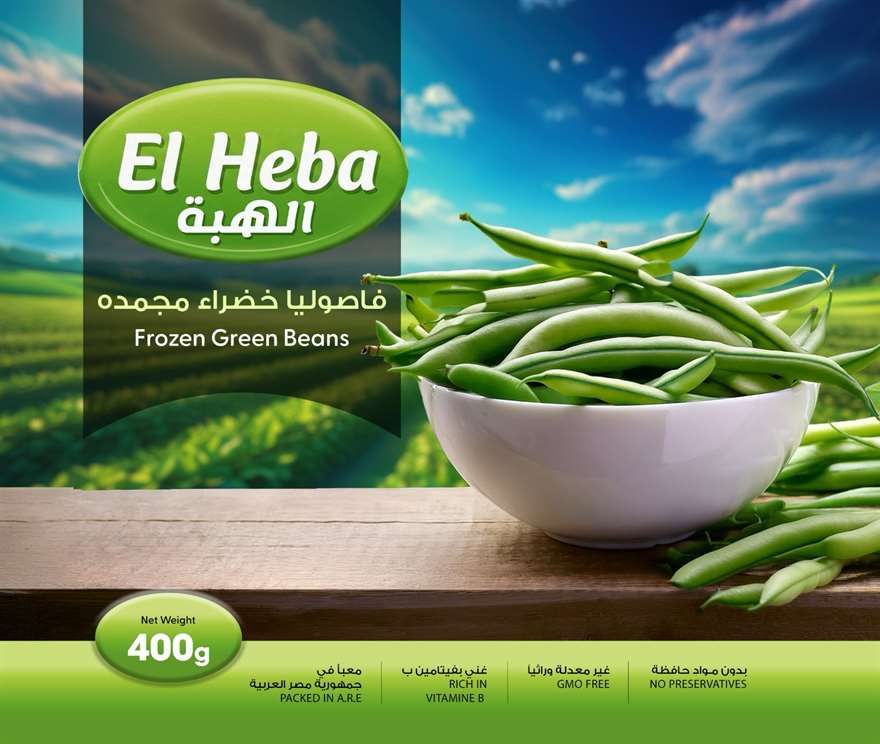 El Heba
الهبة
فاصوليا خضراء مجمده
Frozen Green Beans
Net Weight
400g
معبأ في
جمهورية مصر العربية
PACKED IN A.R.E
غني بفيتامين ب
RICH IN
VITAMINE B
غير معدلة وراثياً
GMO FREE
بدون مواد حافظة
NO PRESERVATIVES